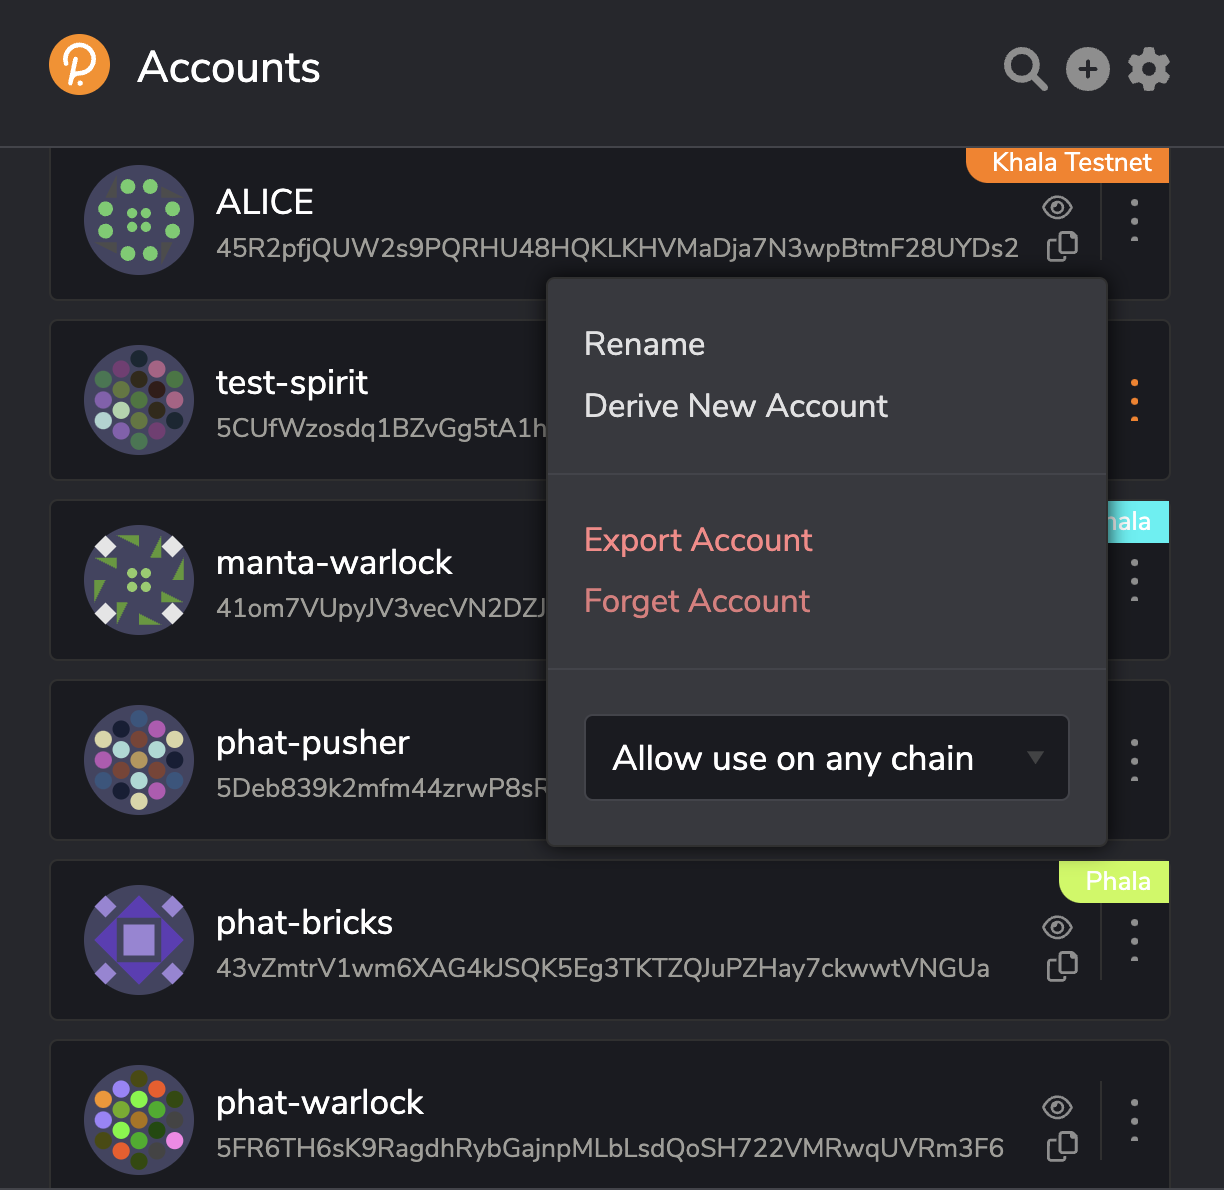 Accounts
Khala Testnet
ALICE
45R2pfjQUW2s9PQRHU48HQKLKHVMaDja7N3wpBtmF28UYDs2
test-spirit
5CUfWzosdq1BZvGg5tA1h
manta-warlock
41om7VUpyJV3vecVN2DZJ
hala
phat-pusher
5Deb839k2mfm44zrwP8sR
Rename
Derive New Account
Export Account
Forget Account
Allow use on any chain
Phala
phat-bricks
43vZmtrV1wm6XAG4kJSQK5Eg3TKTZQJuPZHay7ckwwtVNGUa
phat-warlock
5FR6TH6sK9RagdhRybGajnpMLbLsdQoSH722VMRwqUVRm3F6